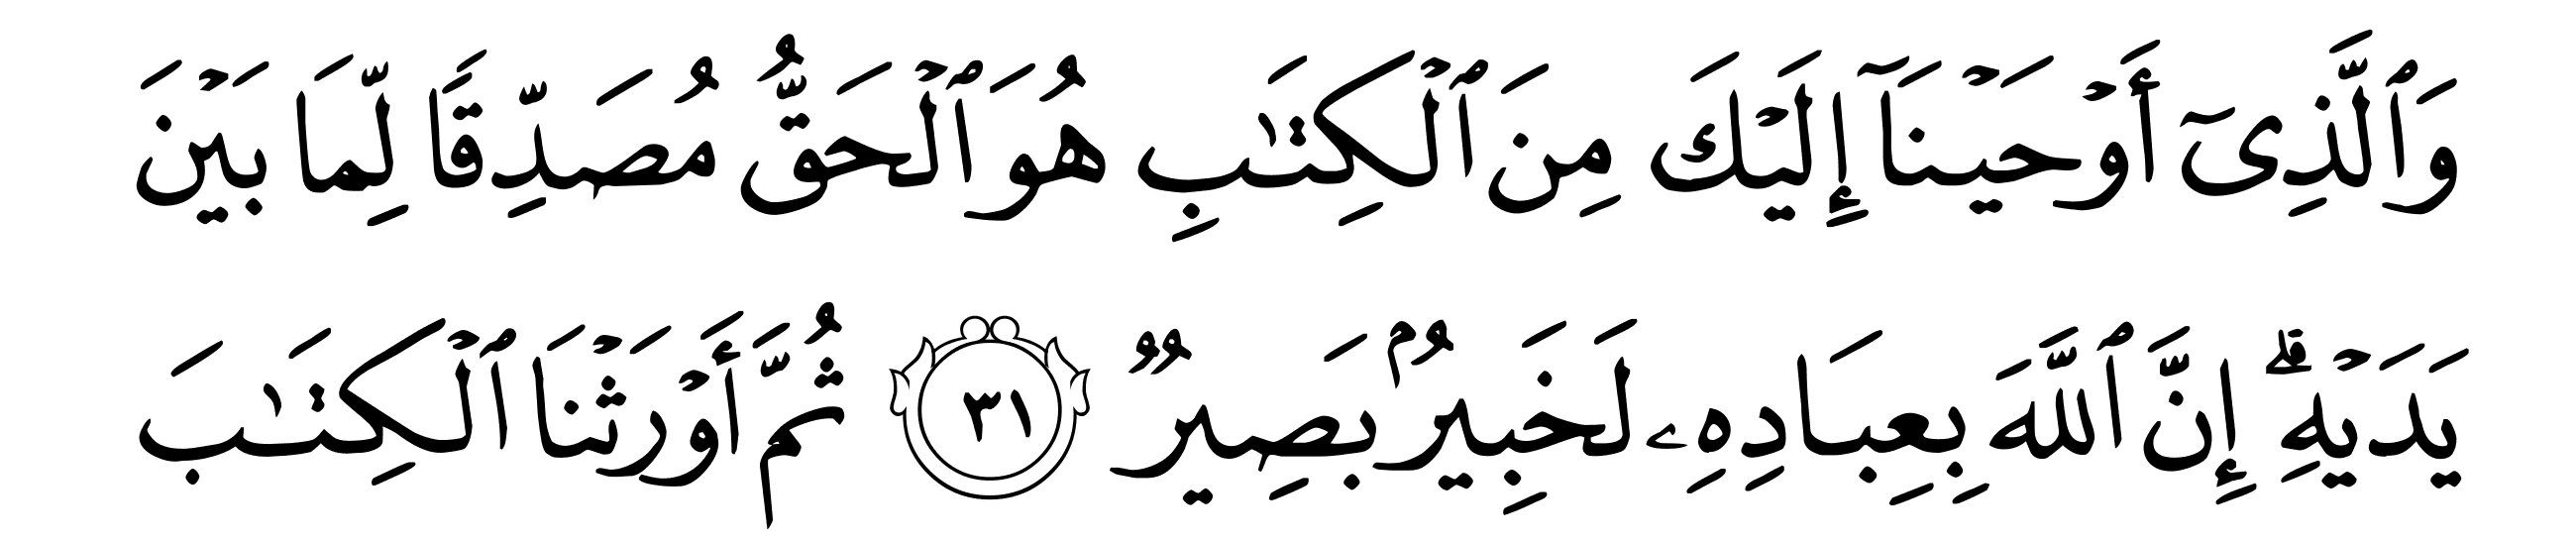 وَٱلَّذِىٓ أَوۡحَيۡنَآ إِلَيۡكَ مِنَ ٱلۡكِتَٰبِ هُوَ ٱلۡحَقُّ مُصَدِّقٗا لِّمَا بَيۡنَ
يَدَيۡهِۗ إِنَّ ٱللَّهَ بِعِبَادِهِۦ لَخَبِيرُۢ بَصِيرٞ ٣١ ثُمَّ أَوۡرَثۡنَا ٱلۡكِتَٰبَ